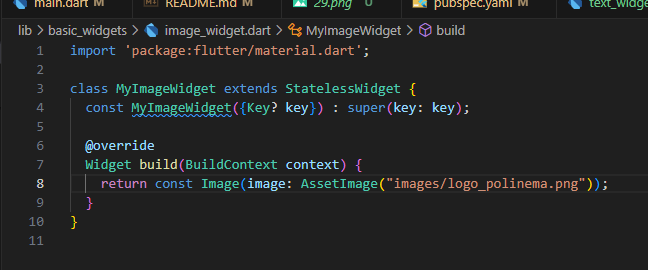 main.dart README.md 29.png U pubspec.yaml text_widg
lib > basic_widgets > image_widget.dart > MyImageWidget > build
1 import 'package:flutter/material.dart';
2
3 class MyImageWidget extends StatelessWidget {
4 const MyImageWidget({Key? key}) : super(key: key);
5
6 @override
7 Widget build(BuildContext context) {
8 return const Image(image: AssetImage("images/logo_polinema.png"));
9 }
10 }
11